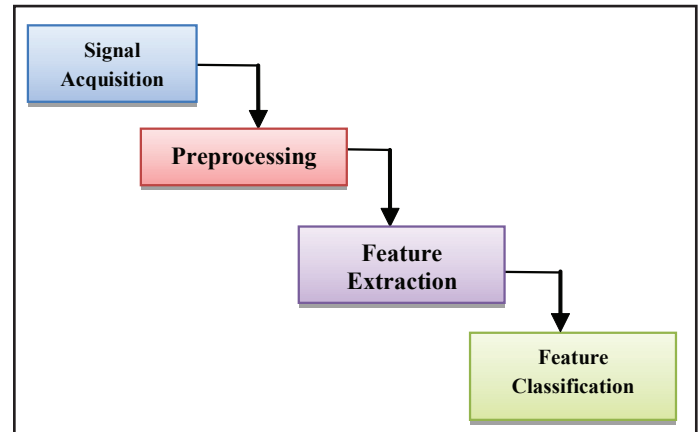 Signal
Acquisition
Preprocessing
Feature
Extraction
Feature
Classification